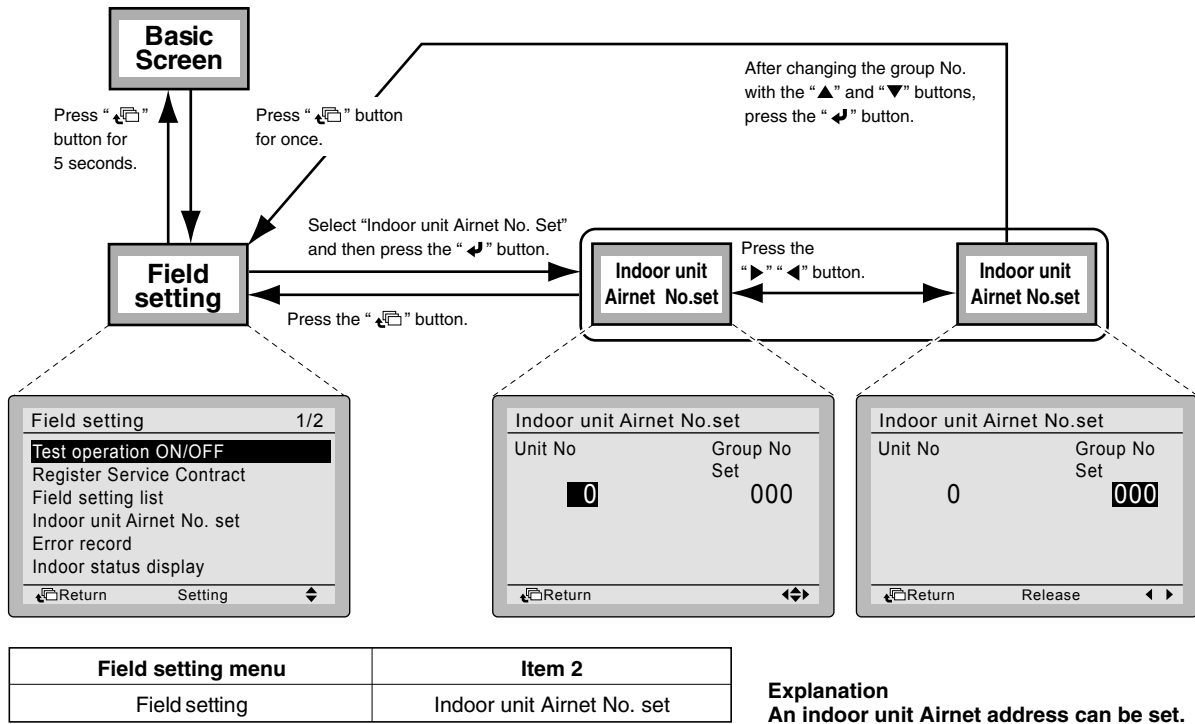 Basic
Screen
Press " "
button for
5 seconds.
Press " " button
for once.
After changing the group No.
with the "▲" and "▼" buttons,
press the "↵" button.
Select "Indoor unit Airnet No. Set"
and then press the "↵" button.
Field
setting
Press the " " button.
Indoor unit
Airnet No.set
Press the
"▶" "◀" button.
Indoor unit
Airnet No.set
Field setting 1/2
Test operation ON/OFF
Register Service Contract
Field setting list
Indoor unit Airnet No. set
Error record
Indoor status display
Return Setting
Indoor unit Airnet No.set
Unit No Group No
Set
0 000
Return
Indoor unit Airnet No.set
Unit No Group No
Set
0 000
Return Release
Field setting menu Item 2
Field setting Indoor unit Airnet No. set
Explanation
An indoor unit Airnet address can be set.